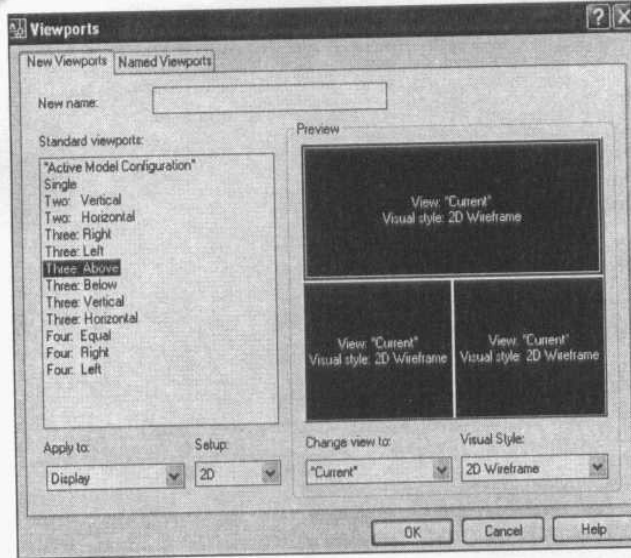 Viewports
New Viewports
Named Viewports
New name:
Standard viewports:
"Active Model Configuration"
Single
Two: Vertical
Two: Horizontal
Three: Right
Three: Left
Three: Above
Three: Below
Three: Vertical
Three: Horizontal
Four: Equal
Four: Right
Four: Left
Apply to:
Display
Setup:
2D
Preview
View: "Current"
Visual style: 2D Wireframe
View: "Current"
Visual style: 2D Wireframe
View: "Current"
Visual style: 2D Wireframe
Change view to:
"Current"
Visual Style:
2D Wireframe
OK
Cancel
Help